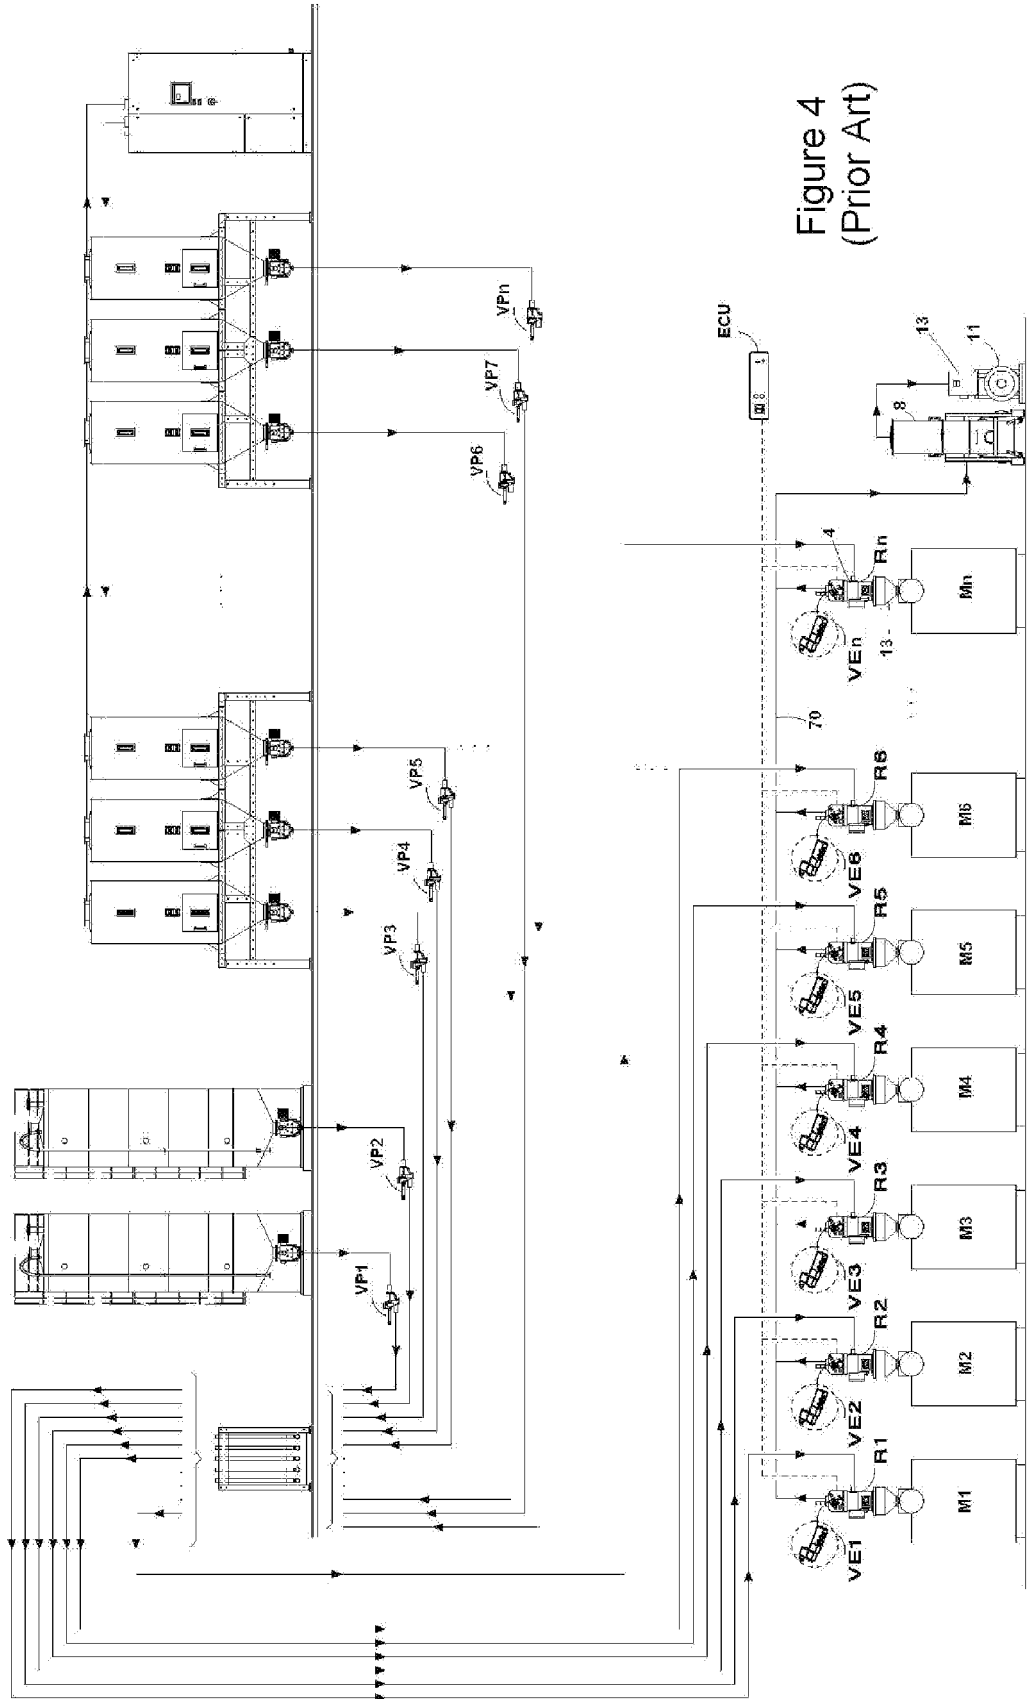 Figure 4
(Prior Art)
VP1
VP2
VP3
VP4
VP5
VP6
VP7
VPn
ECU
13
11
8
4
Rn
VEn
13
Mn
70
R6
VE6
M6
R5
VE5
M5
R4
VE4
M4
R3
VE3
M3
R2
VE2
M2
R1
VE1
M1